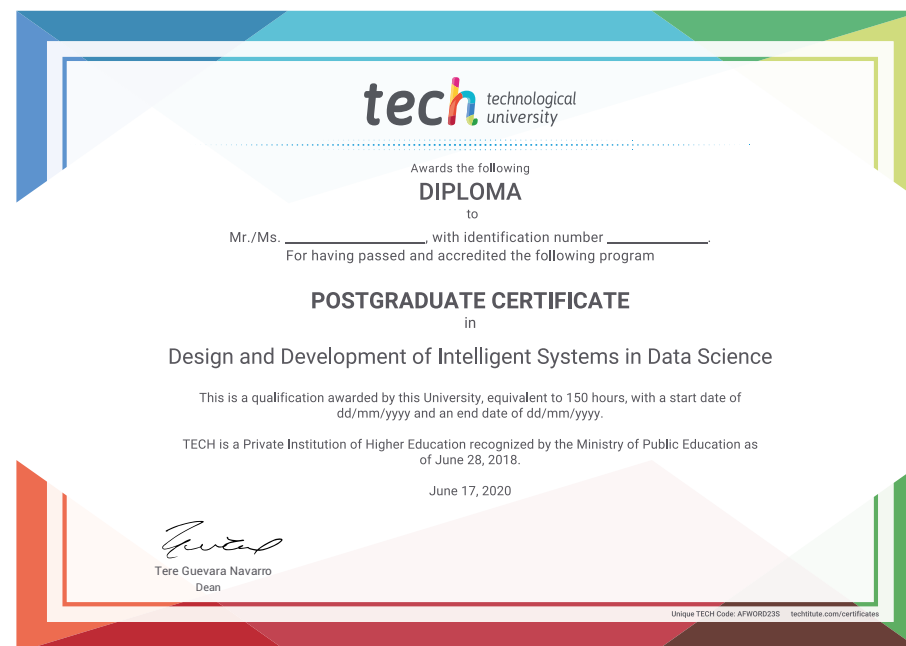 tech technological
university
Awards the following
DIPLOMA
to
Mr./Ms. ____________________, with identification number ______________.
For having passed and accredited the following program
POSTGRADUATE CERTIFICATE
in
Design and Development of Intelligent Systems in Data Science
This is a qualification awarded by this University, equivalent to 150 hours, with a start date of
dd/mm/yyyy and an end date of dd/mm/yyyy.
TECH is a Private Institution of Higher Education recognized by the Ministry of Public Education as
of June 28, 2018.
June 17, 2020
Tere Guevara Navarro
Dean
Unique TECH Code: AFWORD23S techtitute.com/certificates